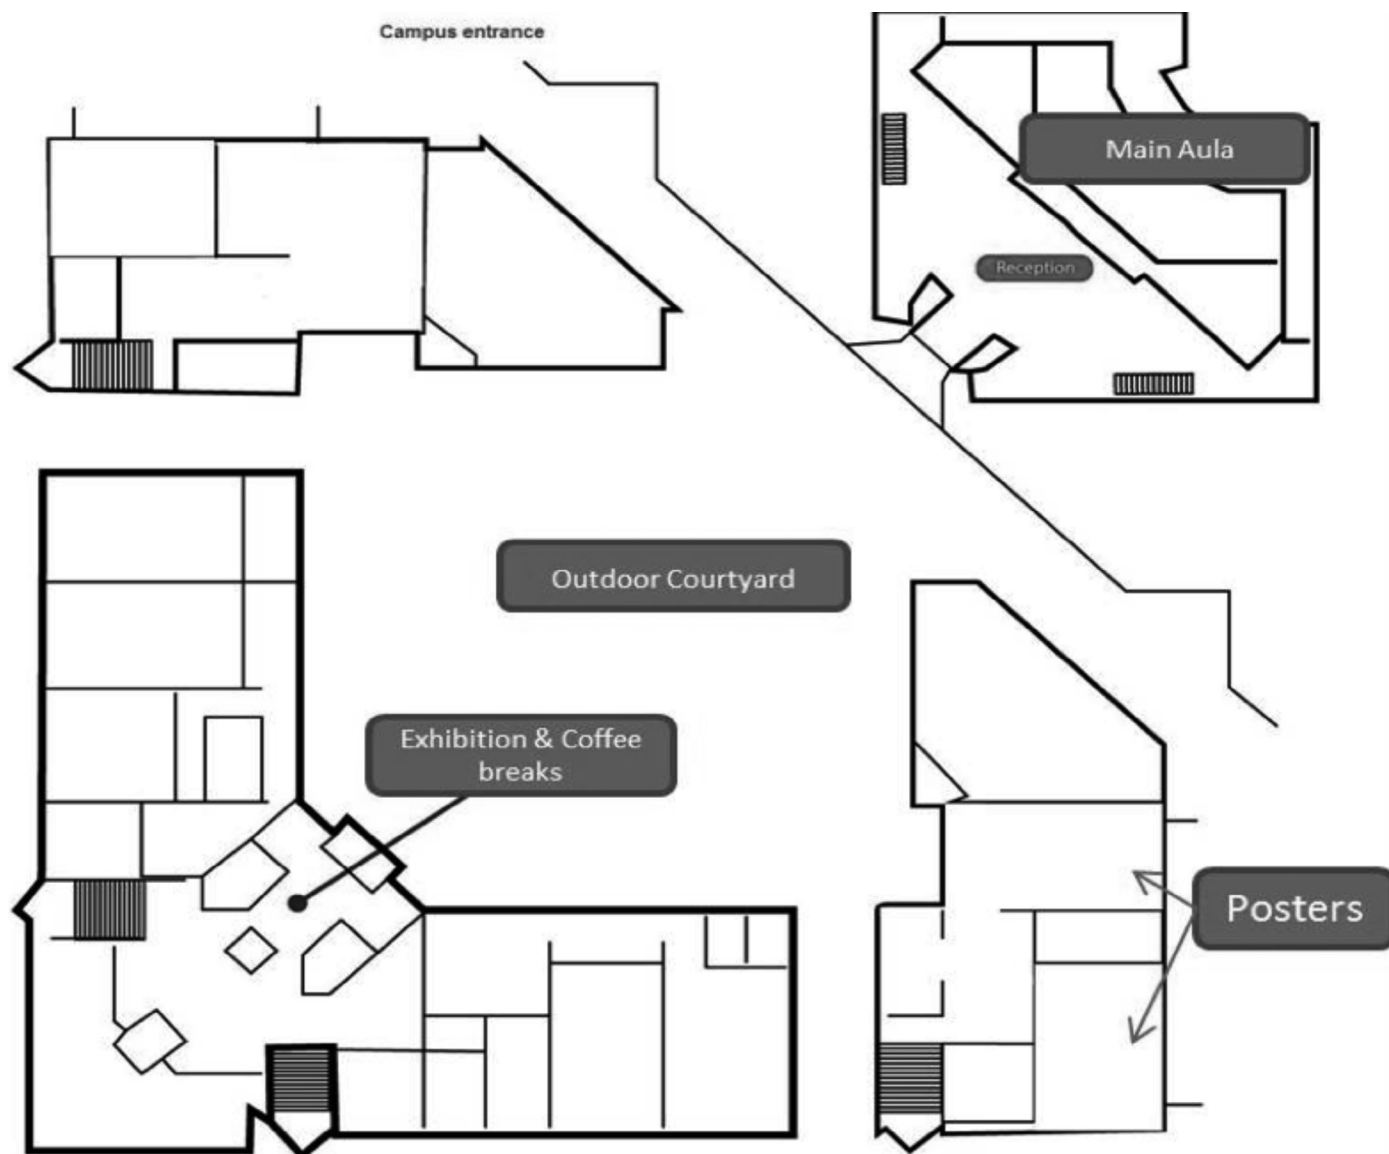 Campus entrance
Main Aula
Reception
Outdoor Courtyard
Exhibition & Coffee
breaks
Posters